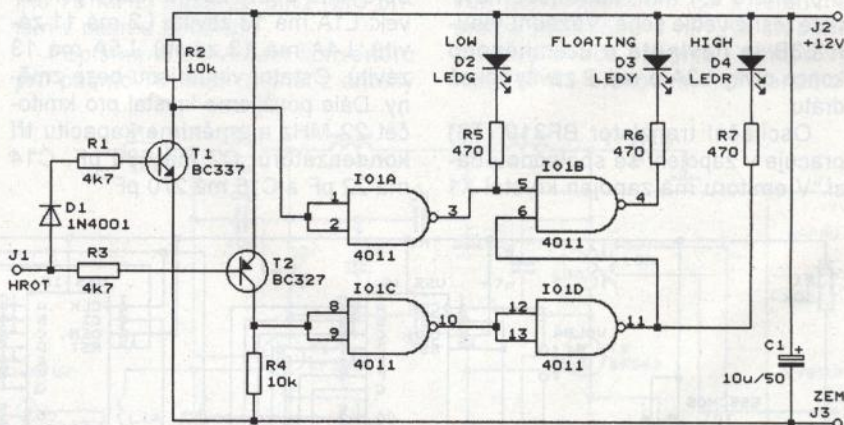 R2
10k
R1
4k7
T1
BC337
D1
1N4001
J1
HROT
R3
4k7
T2
BC327
R4
10k
IO1A
1
2
3
4011
IO1C
8
9
10
4011
LOW
D2
LEDG
R5
470
FLOATING
D3
LEDY
R6
470
HIGH
D4
LEDR
R7
470
IO1B
5
6
4
4011
IO1D
12
13
11
4011
J2
+12V
C1
+
10u/50
ZEM
J3